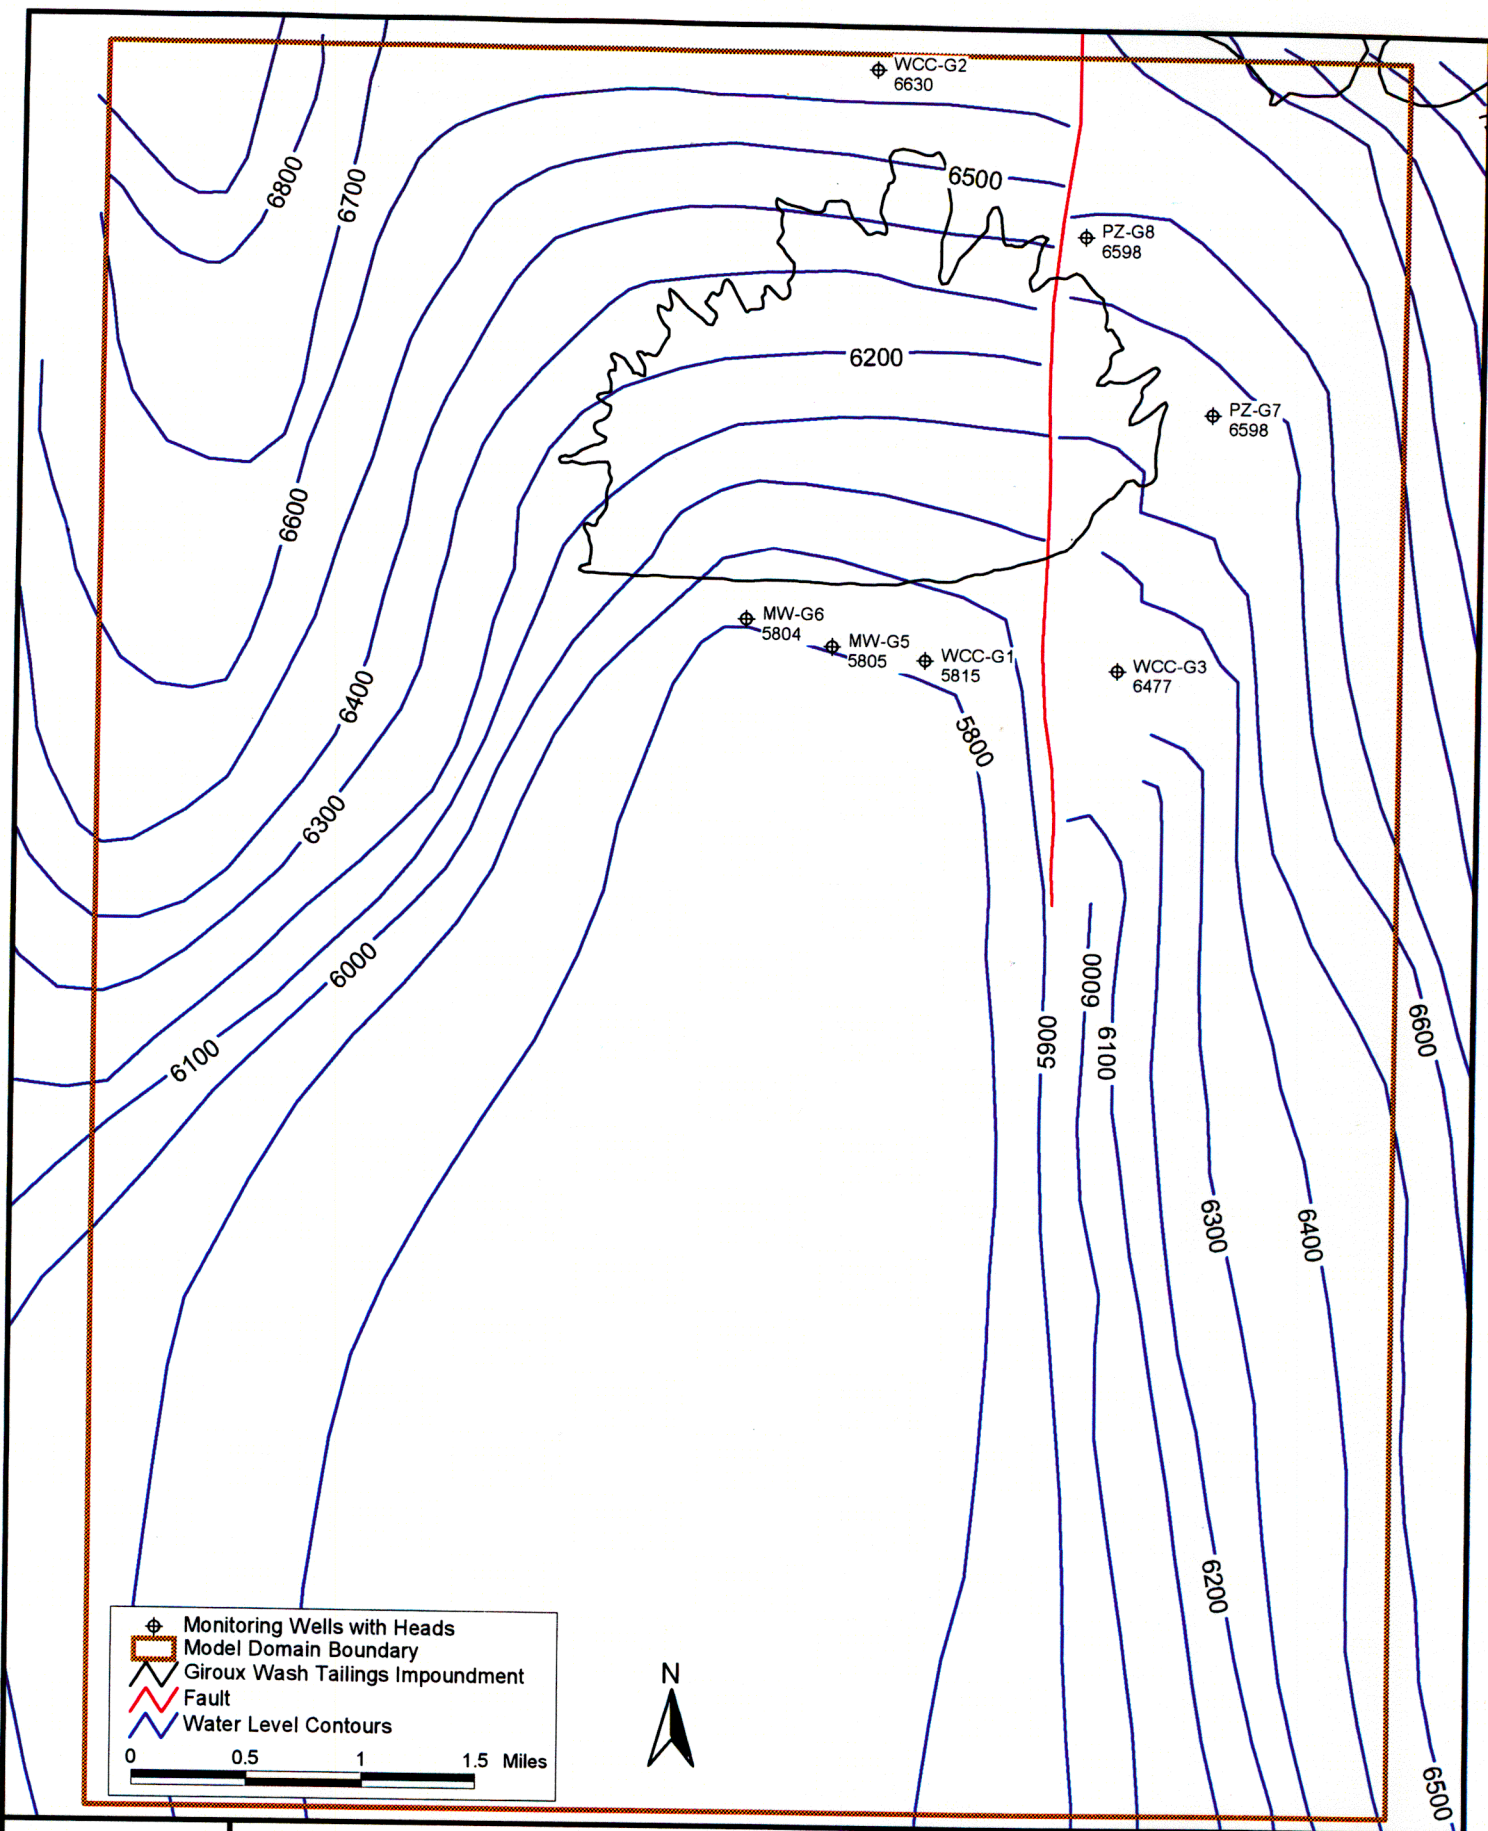 WCC-G2
6630
6800
6700
6500
PZ-G8
6598
6200
PZ-G7
6598
6600
MW-G6
5804
MW-G5
5805
WCC-G1
5815
WCC-G3
6477
6400
5800
6300
6000
6000
5900
6100
6100
6600
6300
6400
6200
6500
Monitoring Wells with Heads
Model Domain Boundary
Giroux Wash Tailings Impoundment
Fault
Water Level Contours
0 0.5 1 1.5 Miles
N